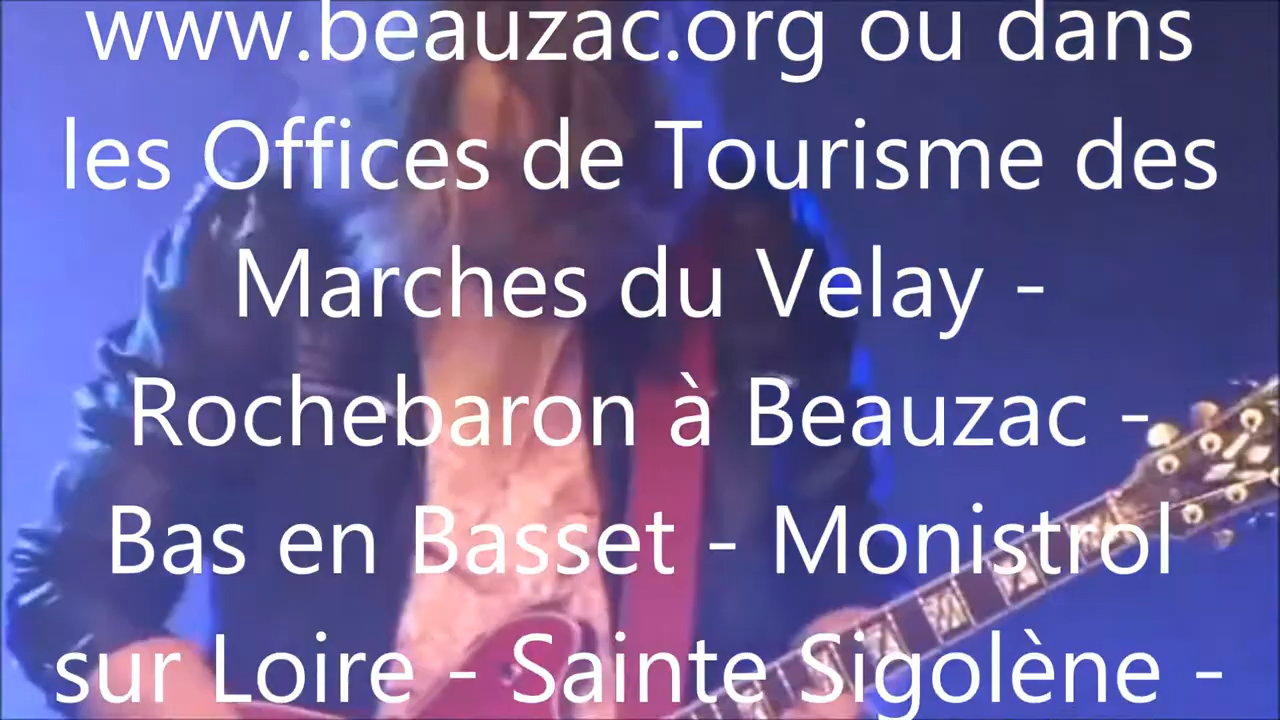 www.beauzac.org ou dans
les Offices de Tourisme des
Marches du Velay -
Rochebaron à Beauzac -
Bas en Basset - Monistrol
sur Loire - Sainte Sigolène -